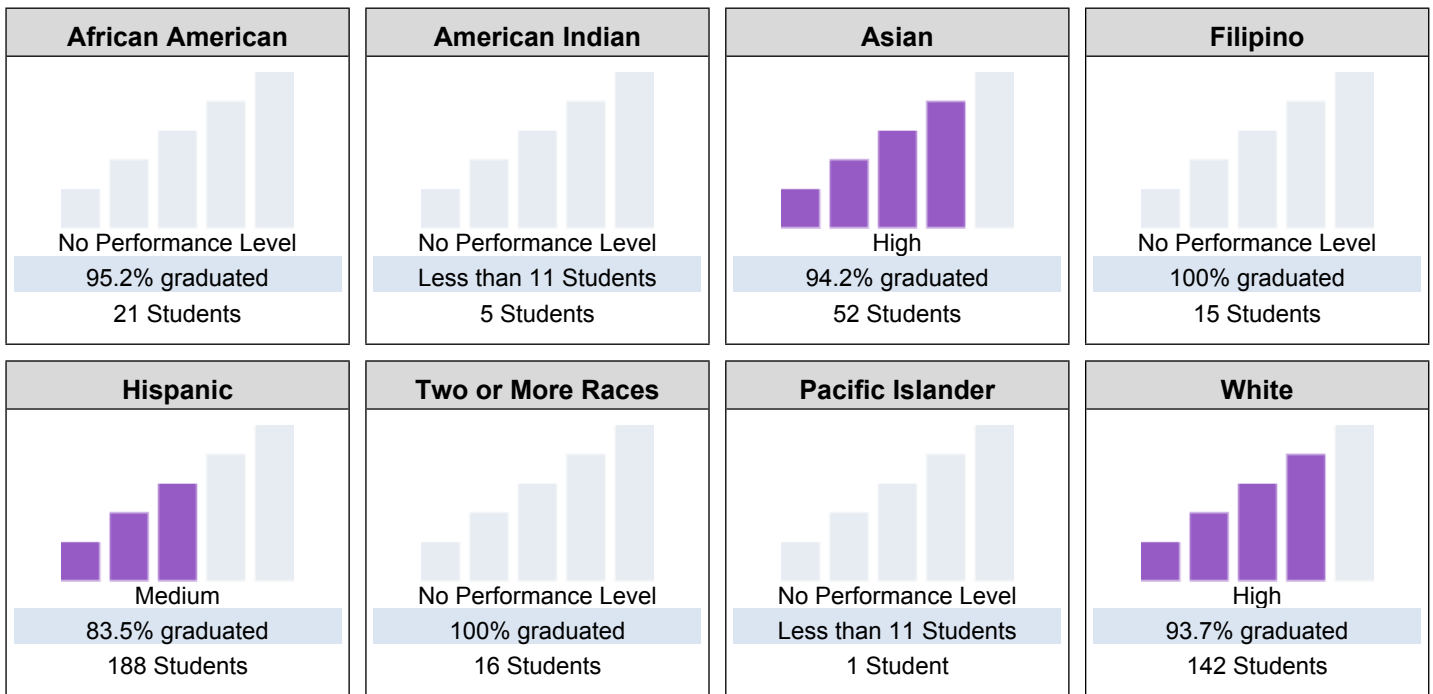 African American
No Performance Level
95.2% graduated
21 Students
American Indian
No Performance Level
Less than 11 Students
5 Students
Asian
High
94.2% graduated
52 Students
Filipino
No Performance Level
100% graduated
15 Students
Hispanic
Medium
83.5% graduated
188 Students
Two or More Races
No Performance Level
100% graduated
16 Students
Pacific Islander
No Performance Level
Less than 11 Students
1 Student
White
High
93.7% graduated
142 Students